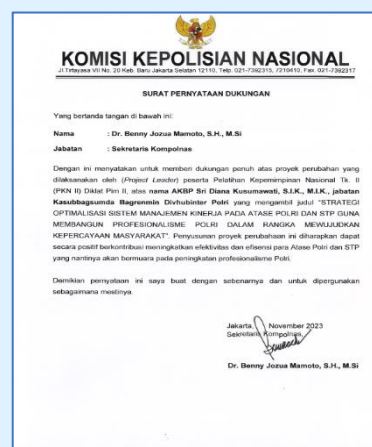 KOMISI KEPOLISIAN NASIONAL
Jl Tirtayasa VII No. 20 Keb. Baru Jakarta Selatan 12110, Telp. 021-7392315, 7210410, Fax. 021-7392317
SURAT PERNYATAAN DUKUNGAN
Yang bertanda tangan di bawah ini:
Nama : Dr. Benny Jozua Mamoto, S.H., M.Si
Jabatan : Sekretaris Kompolnas
Dengan ini menyatakan untuk memberi dukungan penuh atas proyek perubahan yang
dilaksanakan oleh (Project Leader) peserta Pelatihan Kepemimpinan Nasional Tk. II
(PKN II) Diklat Pim II, atas nama AKBP Sri Diana Kusumawati, S.I.K., M.I.K., jabatan
Kasubbagsumda Bagrenmin Divhubinter Polri yang mengambil judul "STRATEGI
OPTIMALISASI SISTEM MANAJEMEN KINERJA PADA ATASE POLRI DAN STP GUNA
MEMBANGUN PROFESIONALISME POLRI DALAM RANGKA MEWUJUDKAN
KEPERCAYAAN MASYARAKAT". Penyusunan proyek perubahaan ini diharapkan dapat
secara positif berkontribusi meningkatkan efektivitas dan efisensi para Atase Polri dan STP
yang nantinya akan bermuara pada peningkatan profesionalisme Polri.
Damikian pernyataan ini saya buat dengan sebenarnya dan untuk dipergunakan
sebagaimana mestinya.
Jakarta, November 2023
Sekretaris Kompolnas,
Dr. Benny Jozua Mamoto, S.H., M.Si